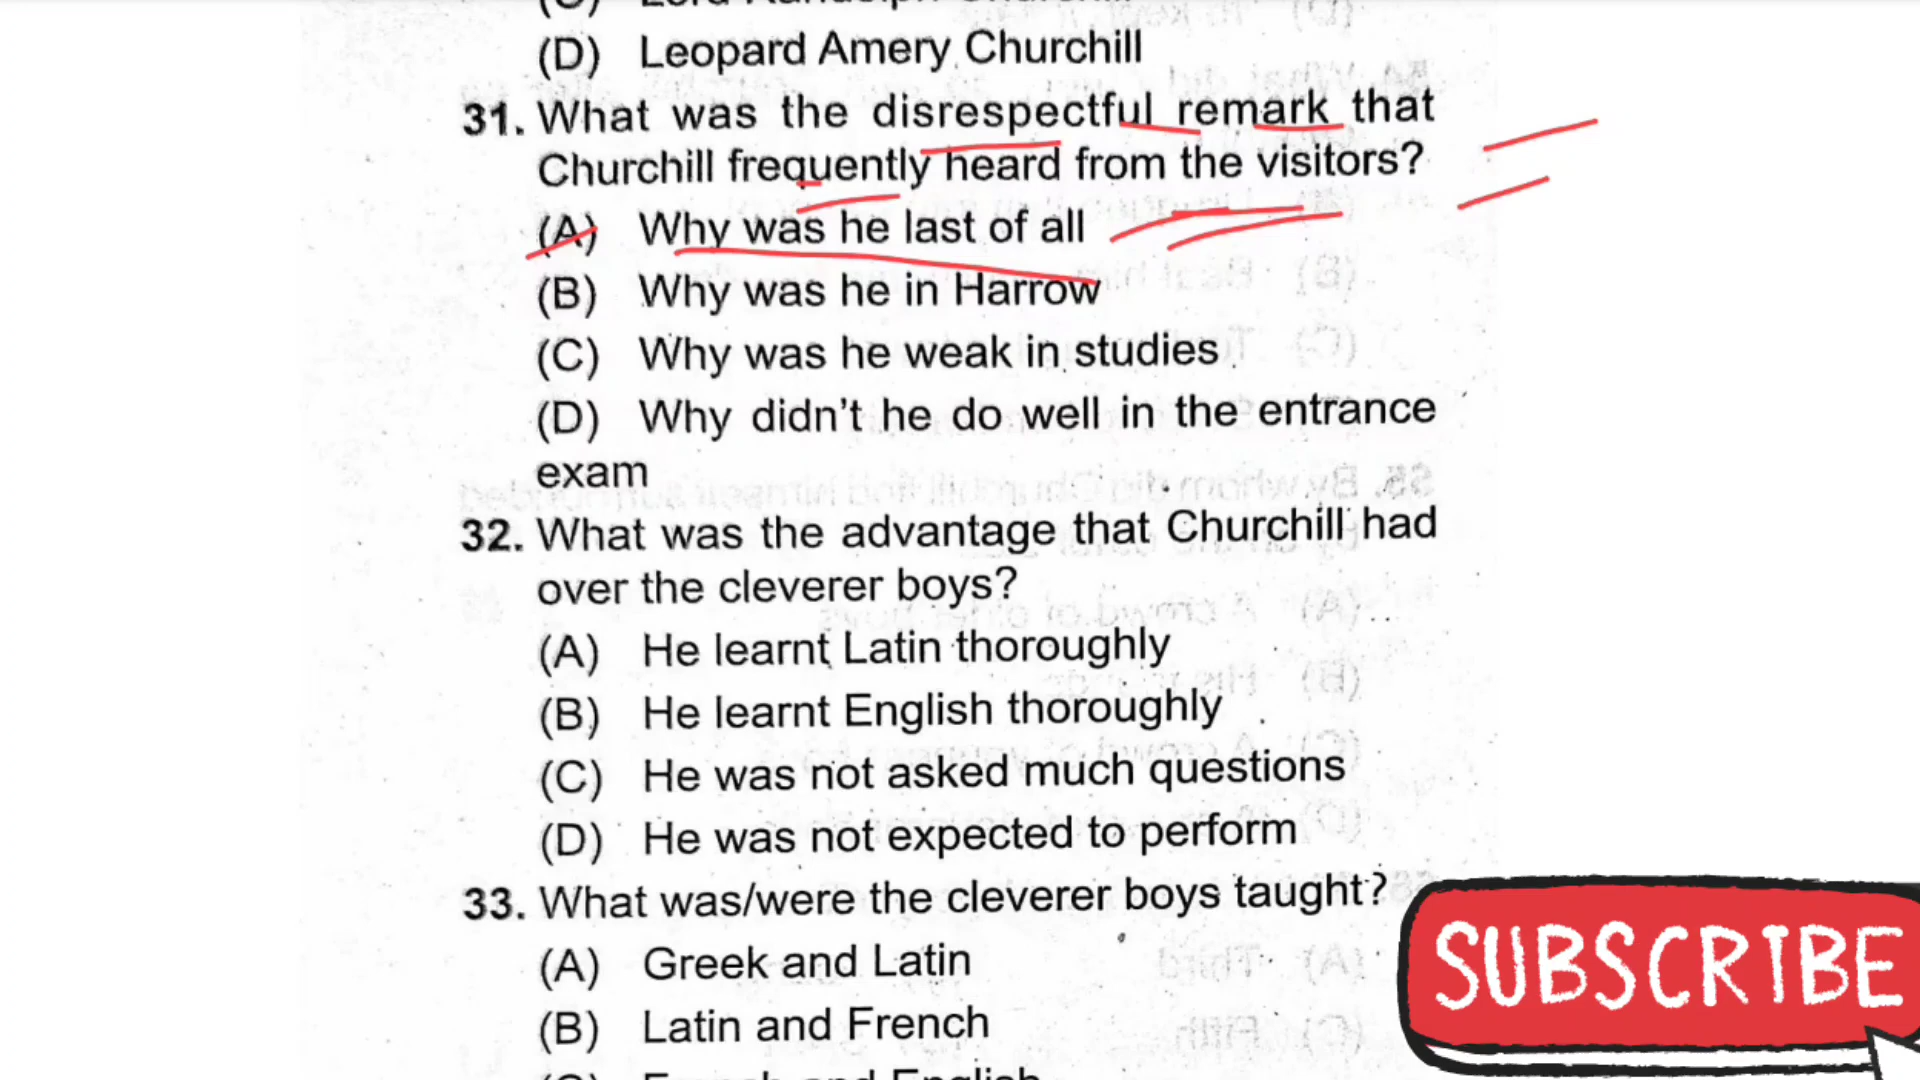 (D) Leopard Amery Churchill
31. What was the disrespectful remark that
Churchill frequently heard from the visitors?
(A) Why was he last of all
(B) Why was he in Harrow
(C) Why was he weak in studies
(D) Why didn't he do well in the entrance
exam
32. What was the advantage that Churchill had
over the cleverer boys?
(A) He learnt Latin thoroughly
(B) He learnt English thoroughly
(C) He was not asked much questions
(D) He was not expected to perform
33. What was/were the cleverer boys taught?
(A) Greek and Latin
(B) Latin and French
SUBSCRIBE